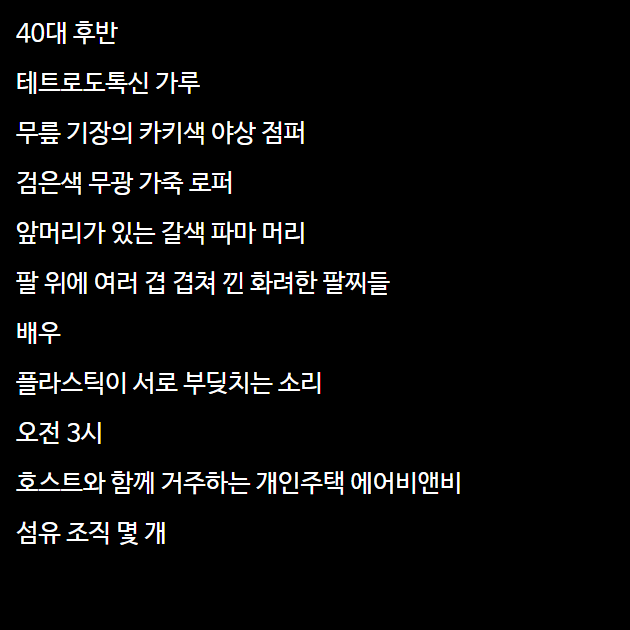 40대 후반
테트로도톡신 가루
무릎 기장의 카키색 야상 점퍼
검은색 무광 가죽 로퍼
앞머리가 있는 갈색 파마 머리
팔 위에 여러 겹 겹쳐 낀 화려한 팔찌들
배우
플라스틱이 서로 부딪치는 소리
오전 3시
호스트와 함께 거주하는 개인주택 에어비앤비
섬유 조직 몇 개